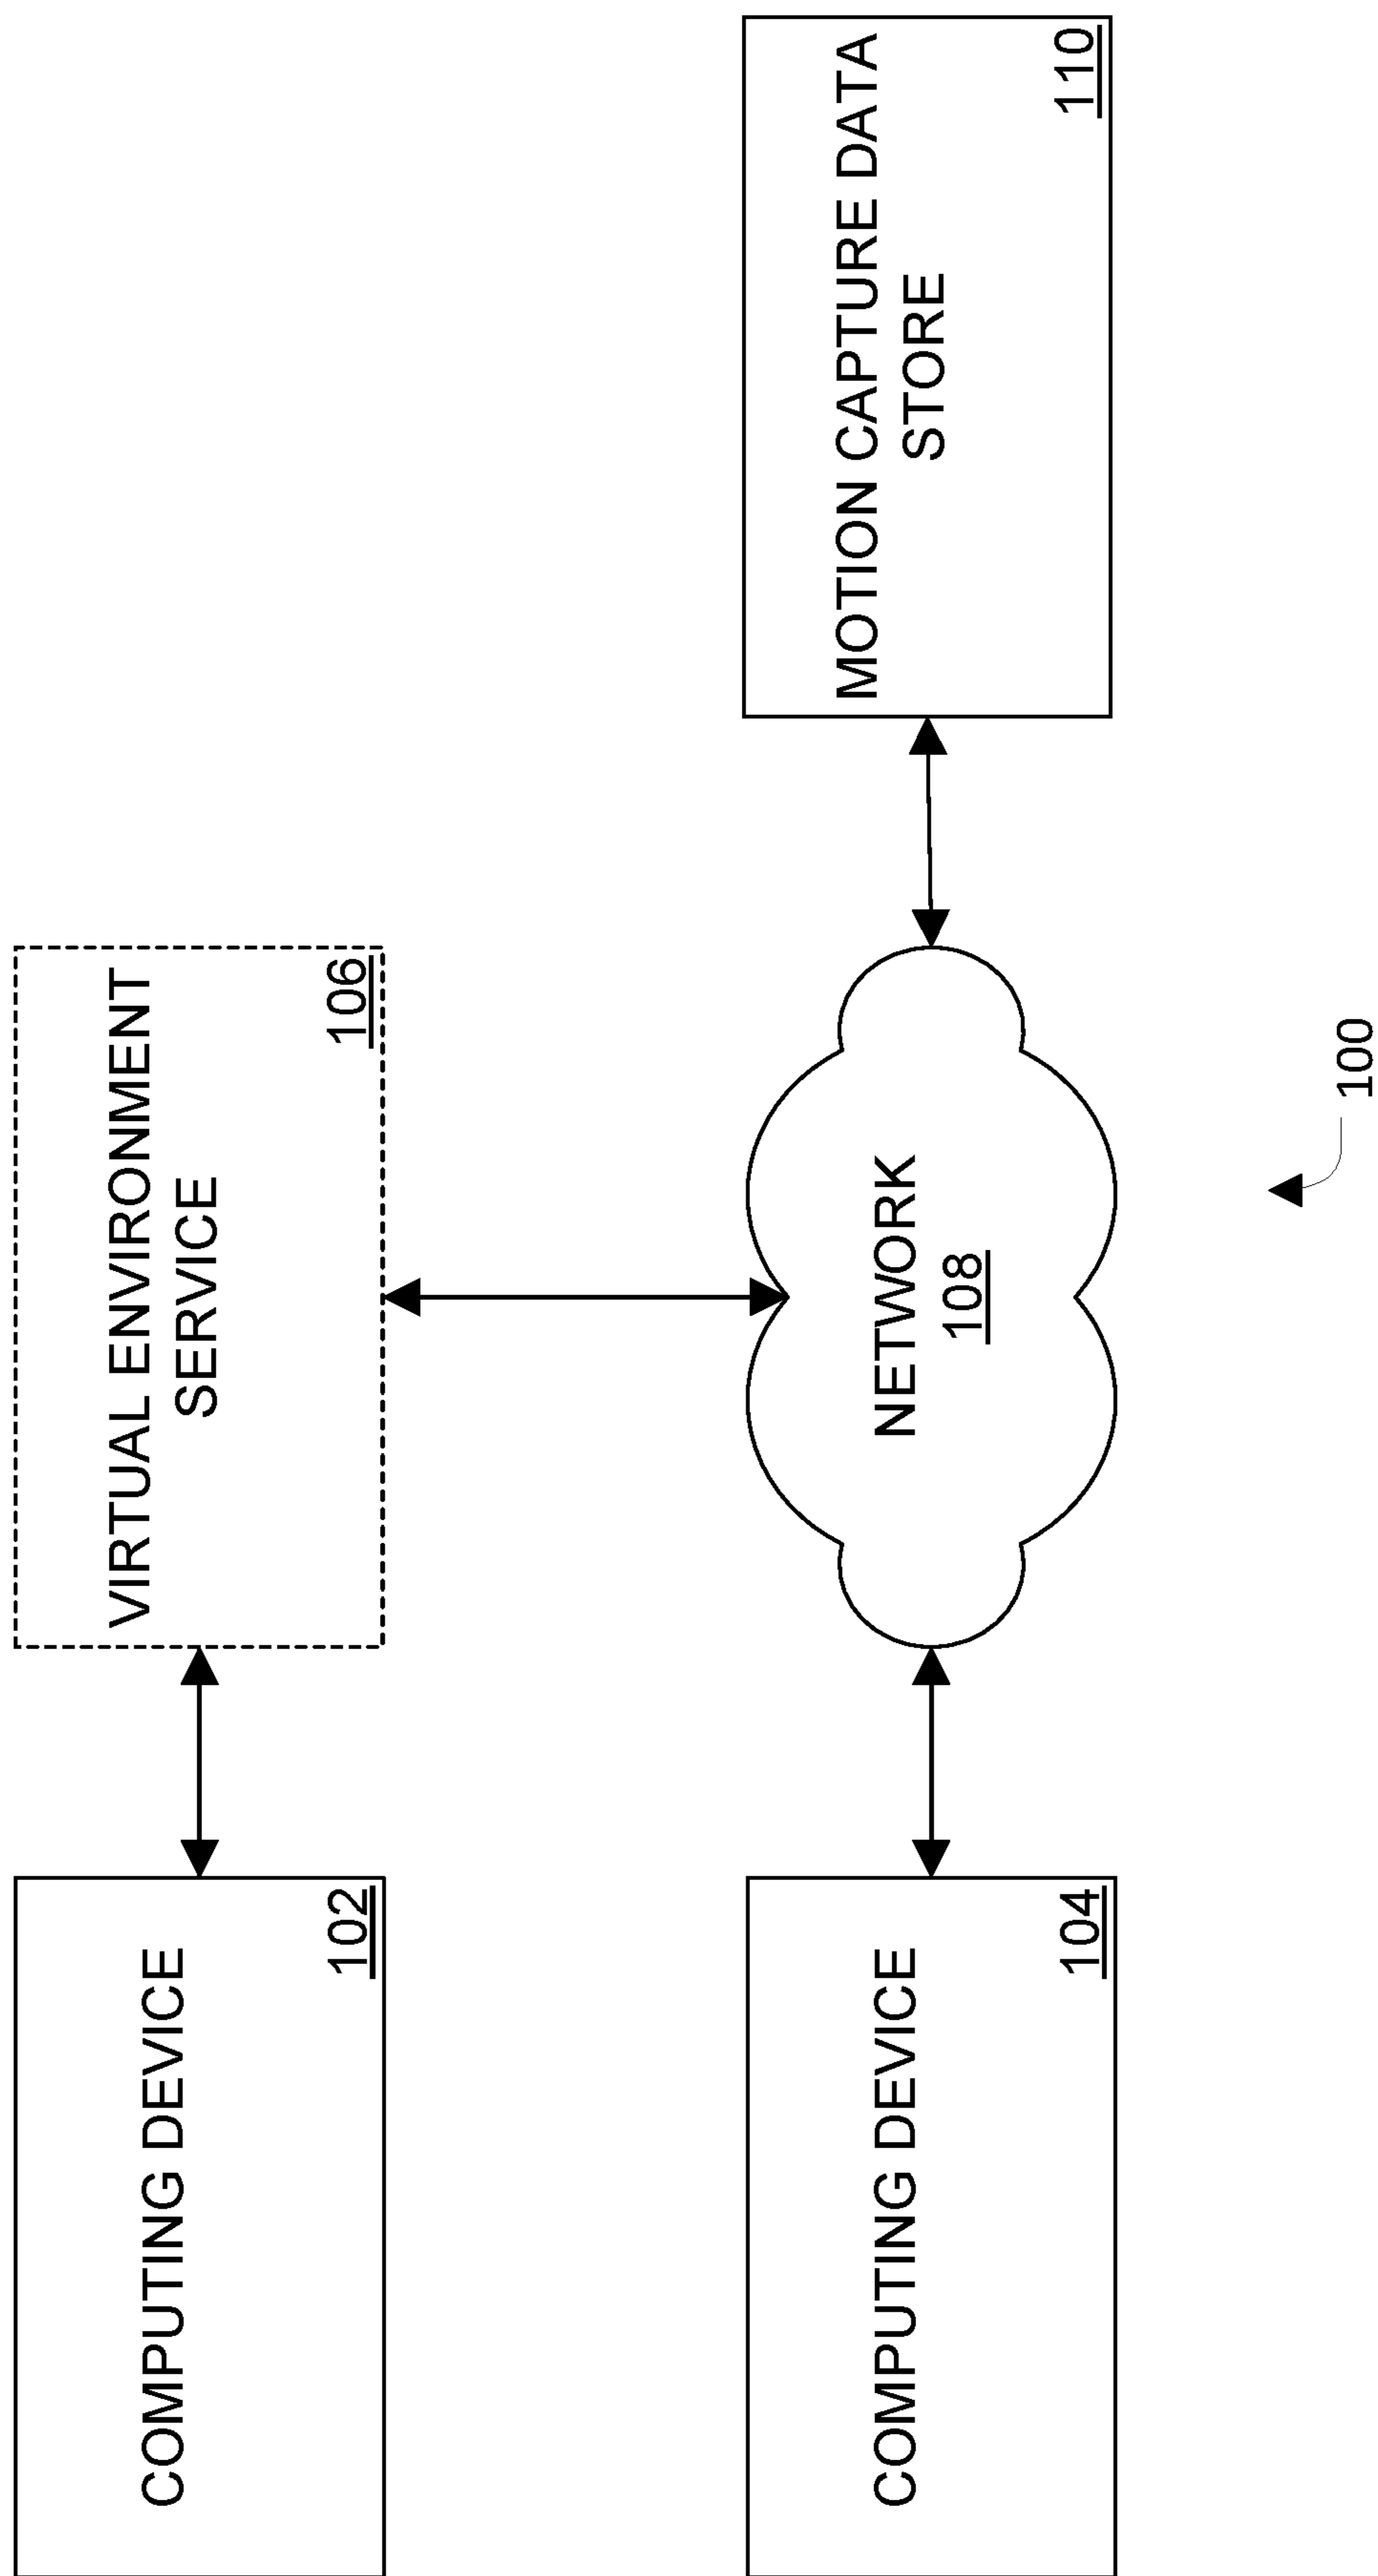 COMPUTING DEVICE
102
VIRTUAL ENVIRONMENT
SERVICE
106
COMPUTING DEVICE
104
NETWORK
108
MOTION CAPTURE DATA
STORE
110
100